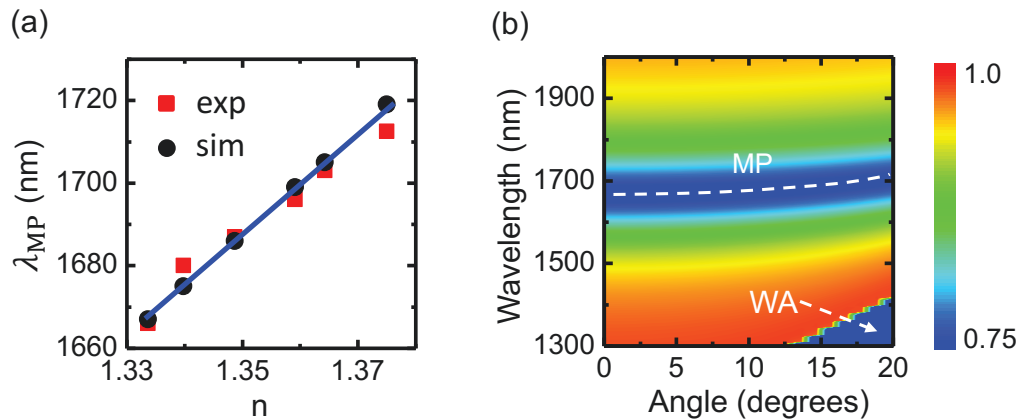 (a)
λMP (nm)
1720
1700
1680
1660
exp
sim
1.33
1.35
1.37
n
(b)
Wavelength (nm)
1900
1700
1500
1300
MP
WA
0
5
10
15
20
Angle (degrees)
1.0
0.75